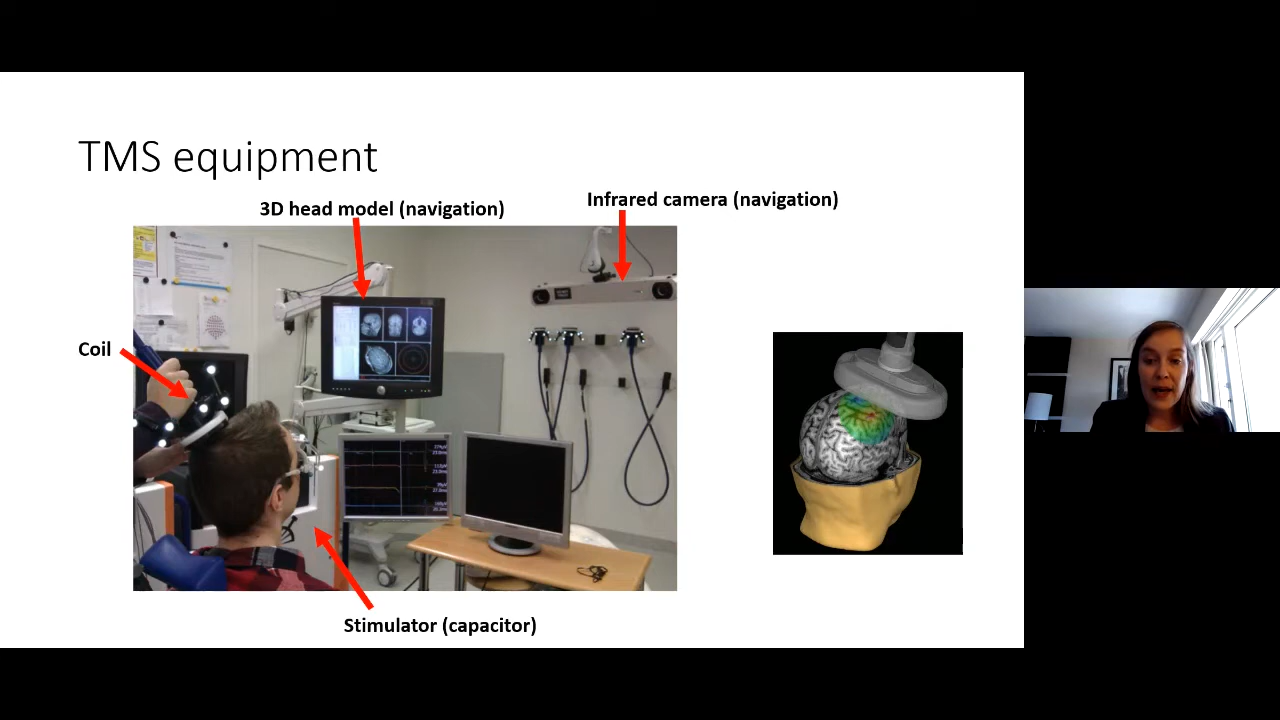 TMS equipment
3D head model (navigation)
Infrared camera (navigation)
Coil
Stimulator (capacitor)